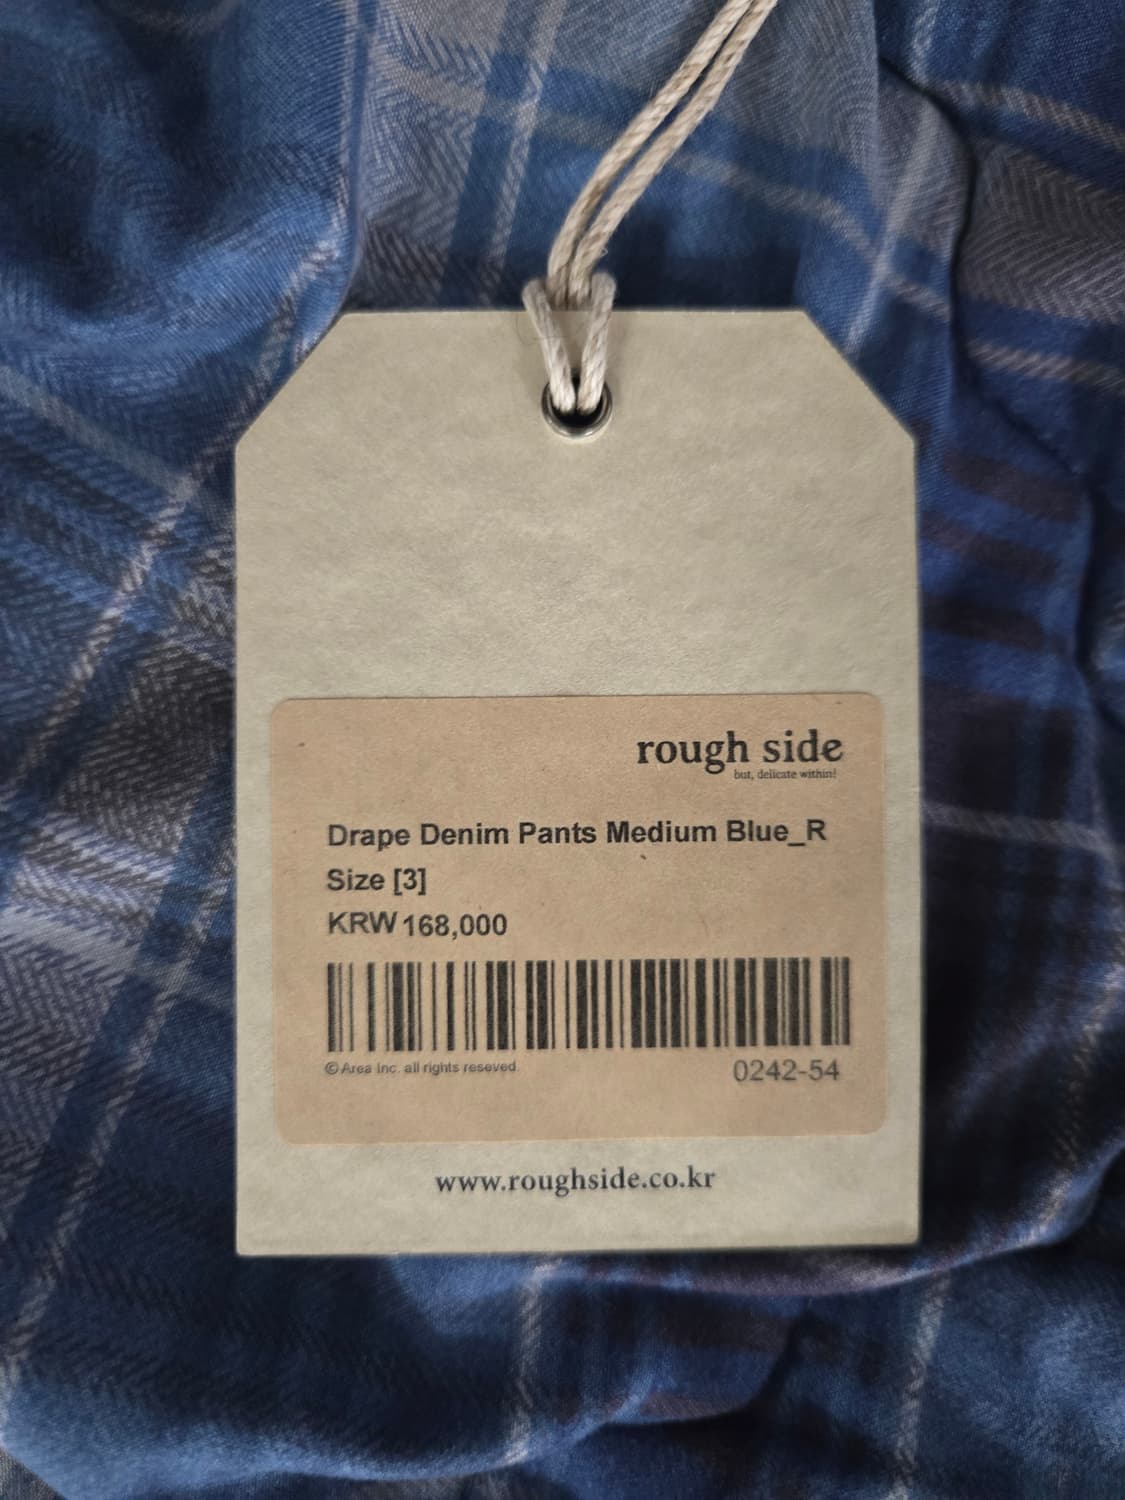 rough side
but, delicate within!
Drape Denim Pants Medium Blue_R
Size [3]
KRW 168,000
© Area Inc. all rights reseved.
0242-54
www.roughside.co.kr